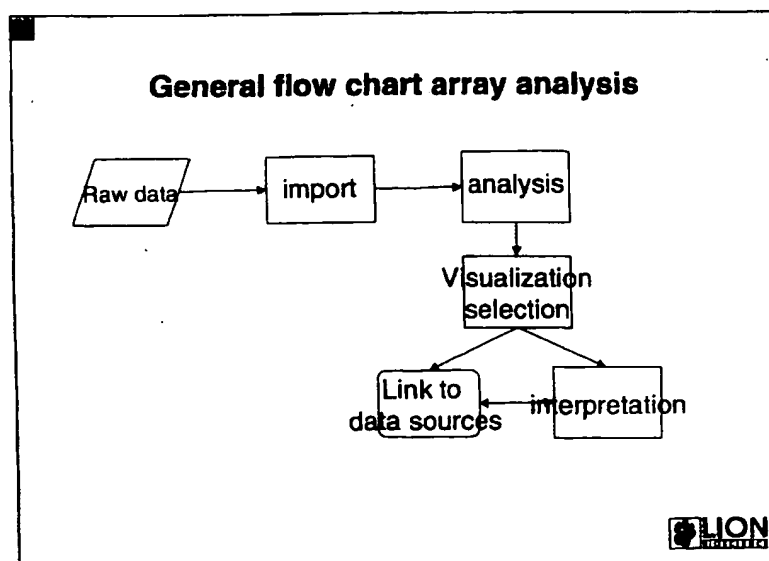 General flow chart array analysis
Raw data
import
analysis
Visualization
selection
Link to
data sources
interpretation
LION